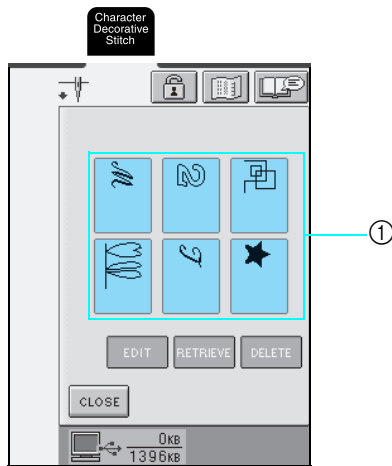 Character
Decorative
Stitch
①
EDIT RETRIEVE DELETE
CLOSE
0KB
1396KB